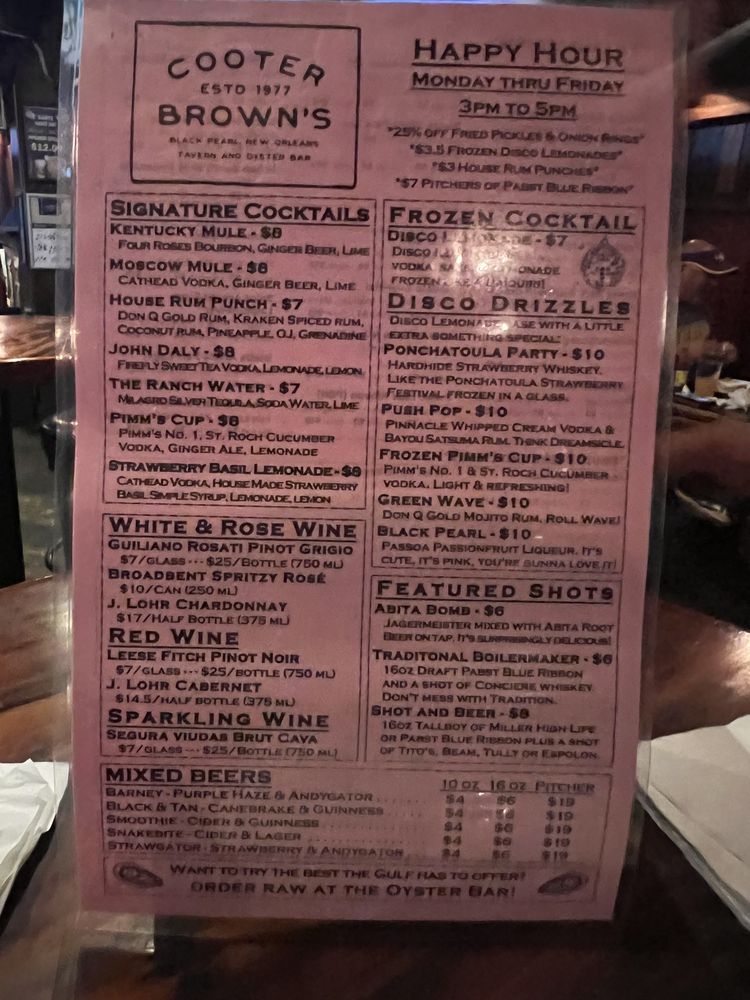 COOTER
ESTD 1977
BROWN'S
BLACK PEARL, NEW ORLEANS
TAVERN AND OYSTER BAR
HAPPY HOUR
MONDAY THRU FRIDAY
3PM TO 5PM
*25% OFF FRIED PICKLES & ONION RINGS*
*$3.5 FROZEN DISCO LEMONADES*
*$3 HOUSE RUM PUNCHES*
*$7 PITCHERS OF PABST BLUE RIBBON*
SIGNATURE COCKTAILS
KENTUCKY MULE - $8
FOUR ROSES BOURBON, GINGER BEER, LIME
MOSCOW MULE - $8
CATHEAD VODKA, GINGER BEER, LIME
HOUSE RUM PUNCH - $7
DON Q GOLD RUM, KRAKEN SPICED RUM,
COCONUT RUM, PINEAPPLE, OJ, GRENADINE
JOHN DALY - $8
FIREFLY SWEET TEA VODKA, LEMONADE, LEMON
THE RANCH WATER - $7
MILAGRO SILVER TEQUILA, SODA WATER, LIME
PIMM'S CUP - $8
PIMM'S NO. 1, ST. ROCH CUCUMBER
VODKA, GINGER ALE, LEMONADE
STRAWBERRY BASIL LEMONADE - $8
CATHEAD VODKA, HOUSE MADE STRAWBERRY
BASIL SIMPLE SYRUP, LEMONADE, LEMON
WHITE & ROSE WINE
GUILIANO ROSATI PINOT GRIGIO
$7/GLASS --- $25/BOTTLE (750 ML)
BROADBENT SPRITZY ROSÉ
$10/CAN (250 ML)
J. LOHR CHARDONNAY
$17/HALF BOTTLE (375 ML)
RED WINE
LEESE FITCH PINOT NOIR
$7/GLASS --- $25/BOTTLE (750 ML)
J. LOHR CABERNET
$14.5/HALF BOTTLE (375 ML)
SPARKLING WINE
SEGURA VIUDAS BRUT CAVA
$7/GLASS --- $25/BOTTLE (750 ML)
FROZEN COCKTAIL
DISCO - $7
DISCO
VODKA
FROZEN
DISCO DRIZZLES
DISCO WITH A LITTLE
EXTRA SOMETHING SPECIAL:
PONCHATOULA PARTY - $10
HARDHIDE STRAWBERRY WHISKEY.
LIKE THE PONCHATOULA STRAWBERRY
FESTIVAL FROZEN IN A GLASS.
PUSH POP - $10
PINNACLE WHIPPED CREAM VODKA &
BAYOU SATSUMA RUM. THINK DREAMSICLE.
FROZEN PIMM'S CUP - $10
PIMM'S NO. 1 & ST. ROCH CUCUMBER
VODKA. LIGHT & REFRESHING!
GREEN WAVE - $10
DON Q GOLD MOJITO RUM. ROLL WAVE!
BLACK PEARL - $10
PASSOA PASSIONFRUIT LIQUEUR. IT'S
CUTE, IT'S PINK, YOU'RE GUNNA LOVE IT!
FEATURED SHOTS
ABITA BOMB - $6
JAGERMEISTER MIXED WITH ABITA ROOT
BEER ON TAP. IT'S SURPRISINGLY DELICIOUS!
TRADITONAL BOILERMAKER - $6
16OZ DRAFT PABST BLUE RIBBON
AND A SHOT OF CONCIERE WHISKEY
DON'T MESS WITH TRADITION.
SHOT AND BEER - $8
16OZ TALLBOY OF MILLER HIGH LIFE
OR PABST BLUE RIBBON PLUS A SHOT
OF TITO'S, BEAM, TULLY OR ESPOLON
MIXED BEERS 10 OZ 16 OZ PITCHER
BARNEY - PURPLE HAZE & ANDYGATOR $4 $6 $19
BLACK & TAN - CANEBRAKE & GUINNESS $4 $6 $19
SMOOTHIE - CIDER & GUINNESS $4 $6 $19
SNAKEBITE - CIDER & LAGER $4 $6 $19
STRAWGATOR - STRAWBERRY & ANDYGATOR $4 $6 $19
WANT TO TRY THE BEST THE GULF HAS TO OFFER?
ORDER RAW AT THE OYSTER BAR!